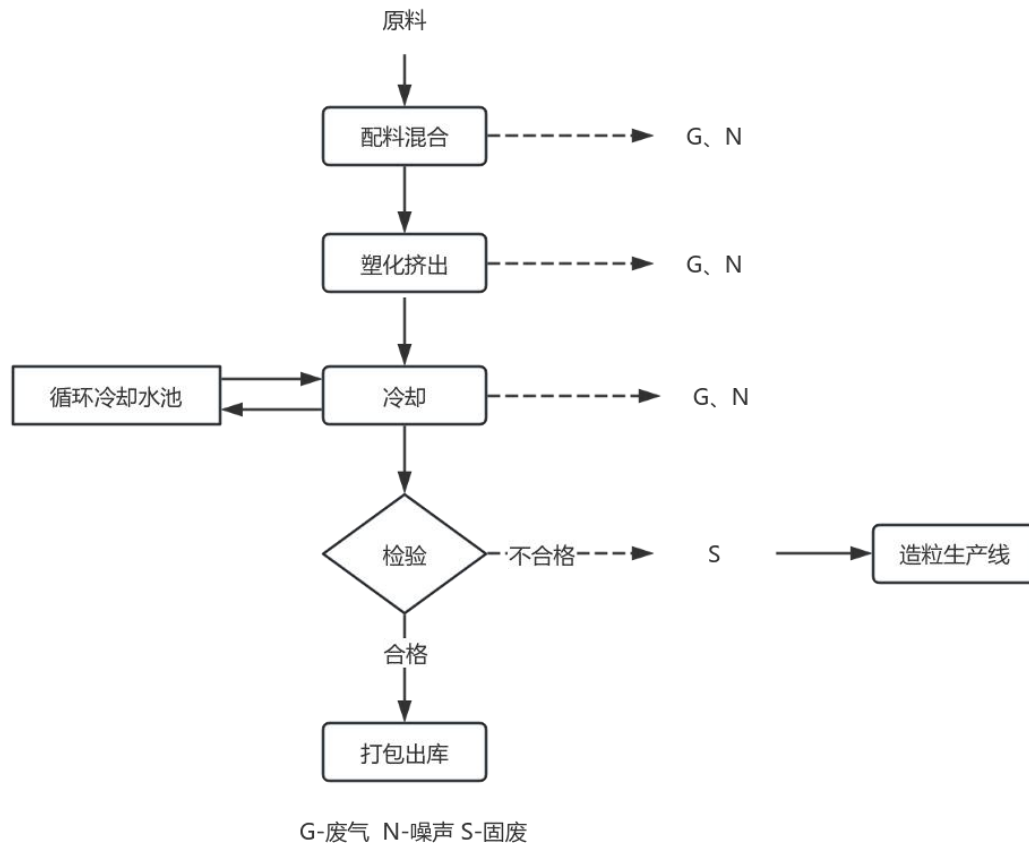 原料
配料混合
G、N
塑化挤出
G、N
循环冷却水池
冷却
G、N
检验
不合格
S
造粒生产线
合格
打包出库
G-废气 N-噪声 S-固废